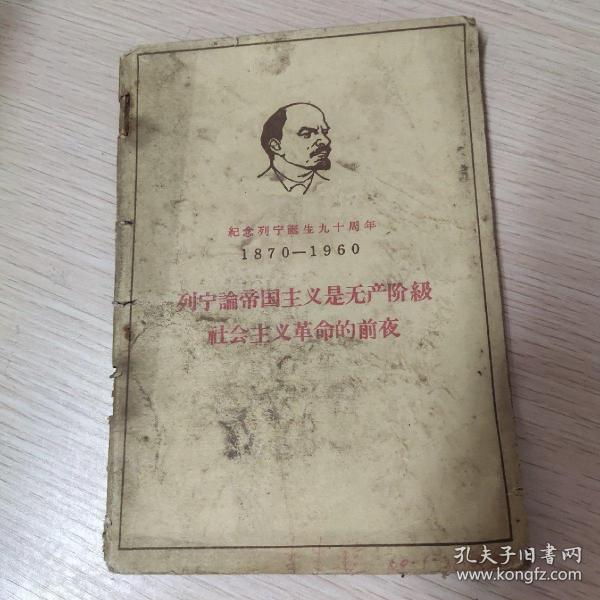 紀念列宁誕生九十周年
1870—1960
列宁論帝国主义是无产阶級
社会主义革命的前夜
孔夫子旧書网
www.kongfz.com